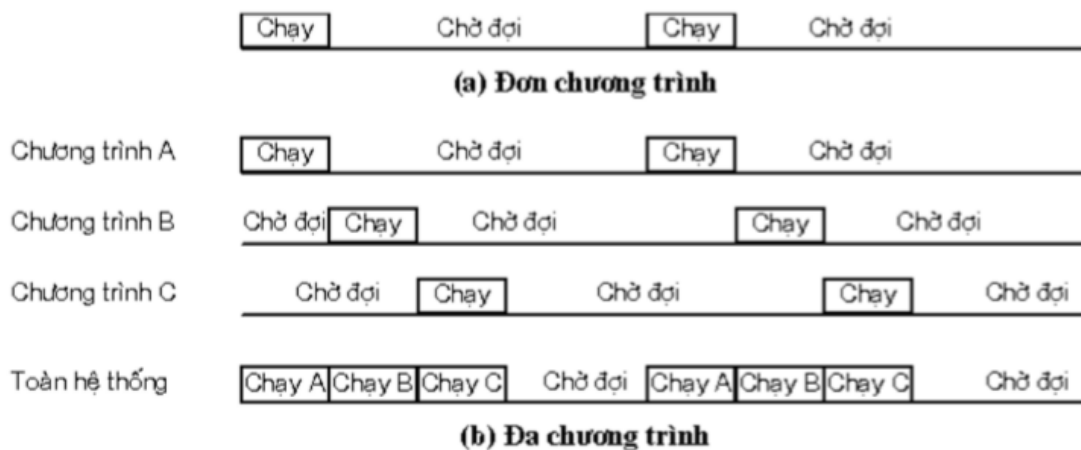 Chạy Chờ đợi Chạy Chờ đợi
(a) Đơn chương trình
Chương trình A Chạy Chờ đợi Chạy Chờ đợi
Chương trình B Chờ đợi Chạy Chờ đợi Chạy Chờ đợi
Chương trình C Chờ đợi Chạy Chờ đợi Chạy Chờ đợi
Toàn hệ thống Chạy A Chạy B Chạy C Chờ đợi Chạy A Chạy B Chạy C Chờ đợi
(b) Đa chương trình